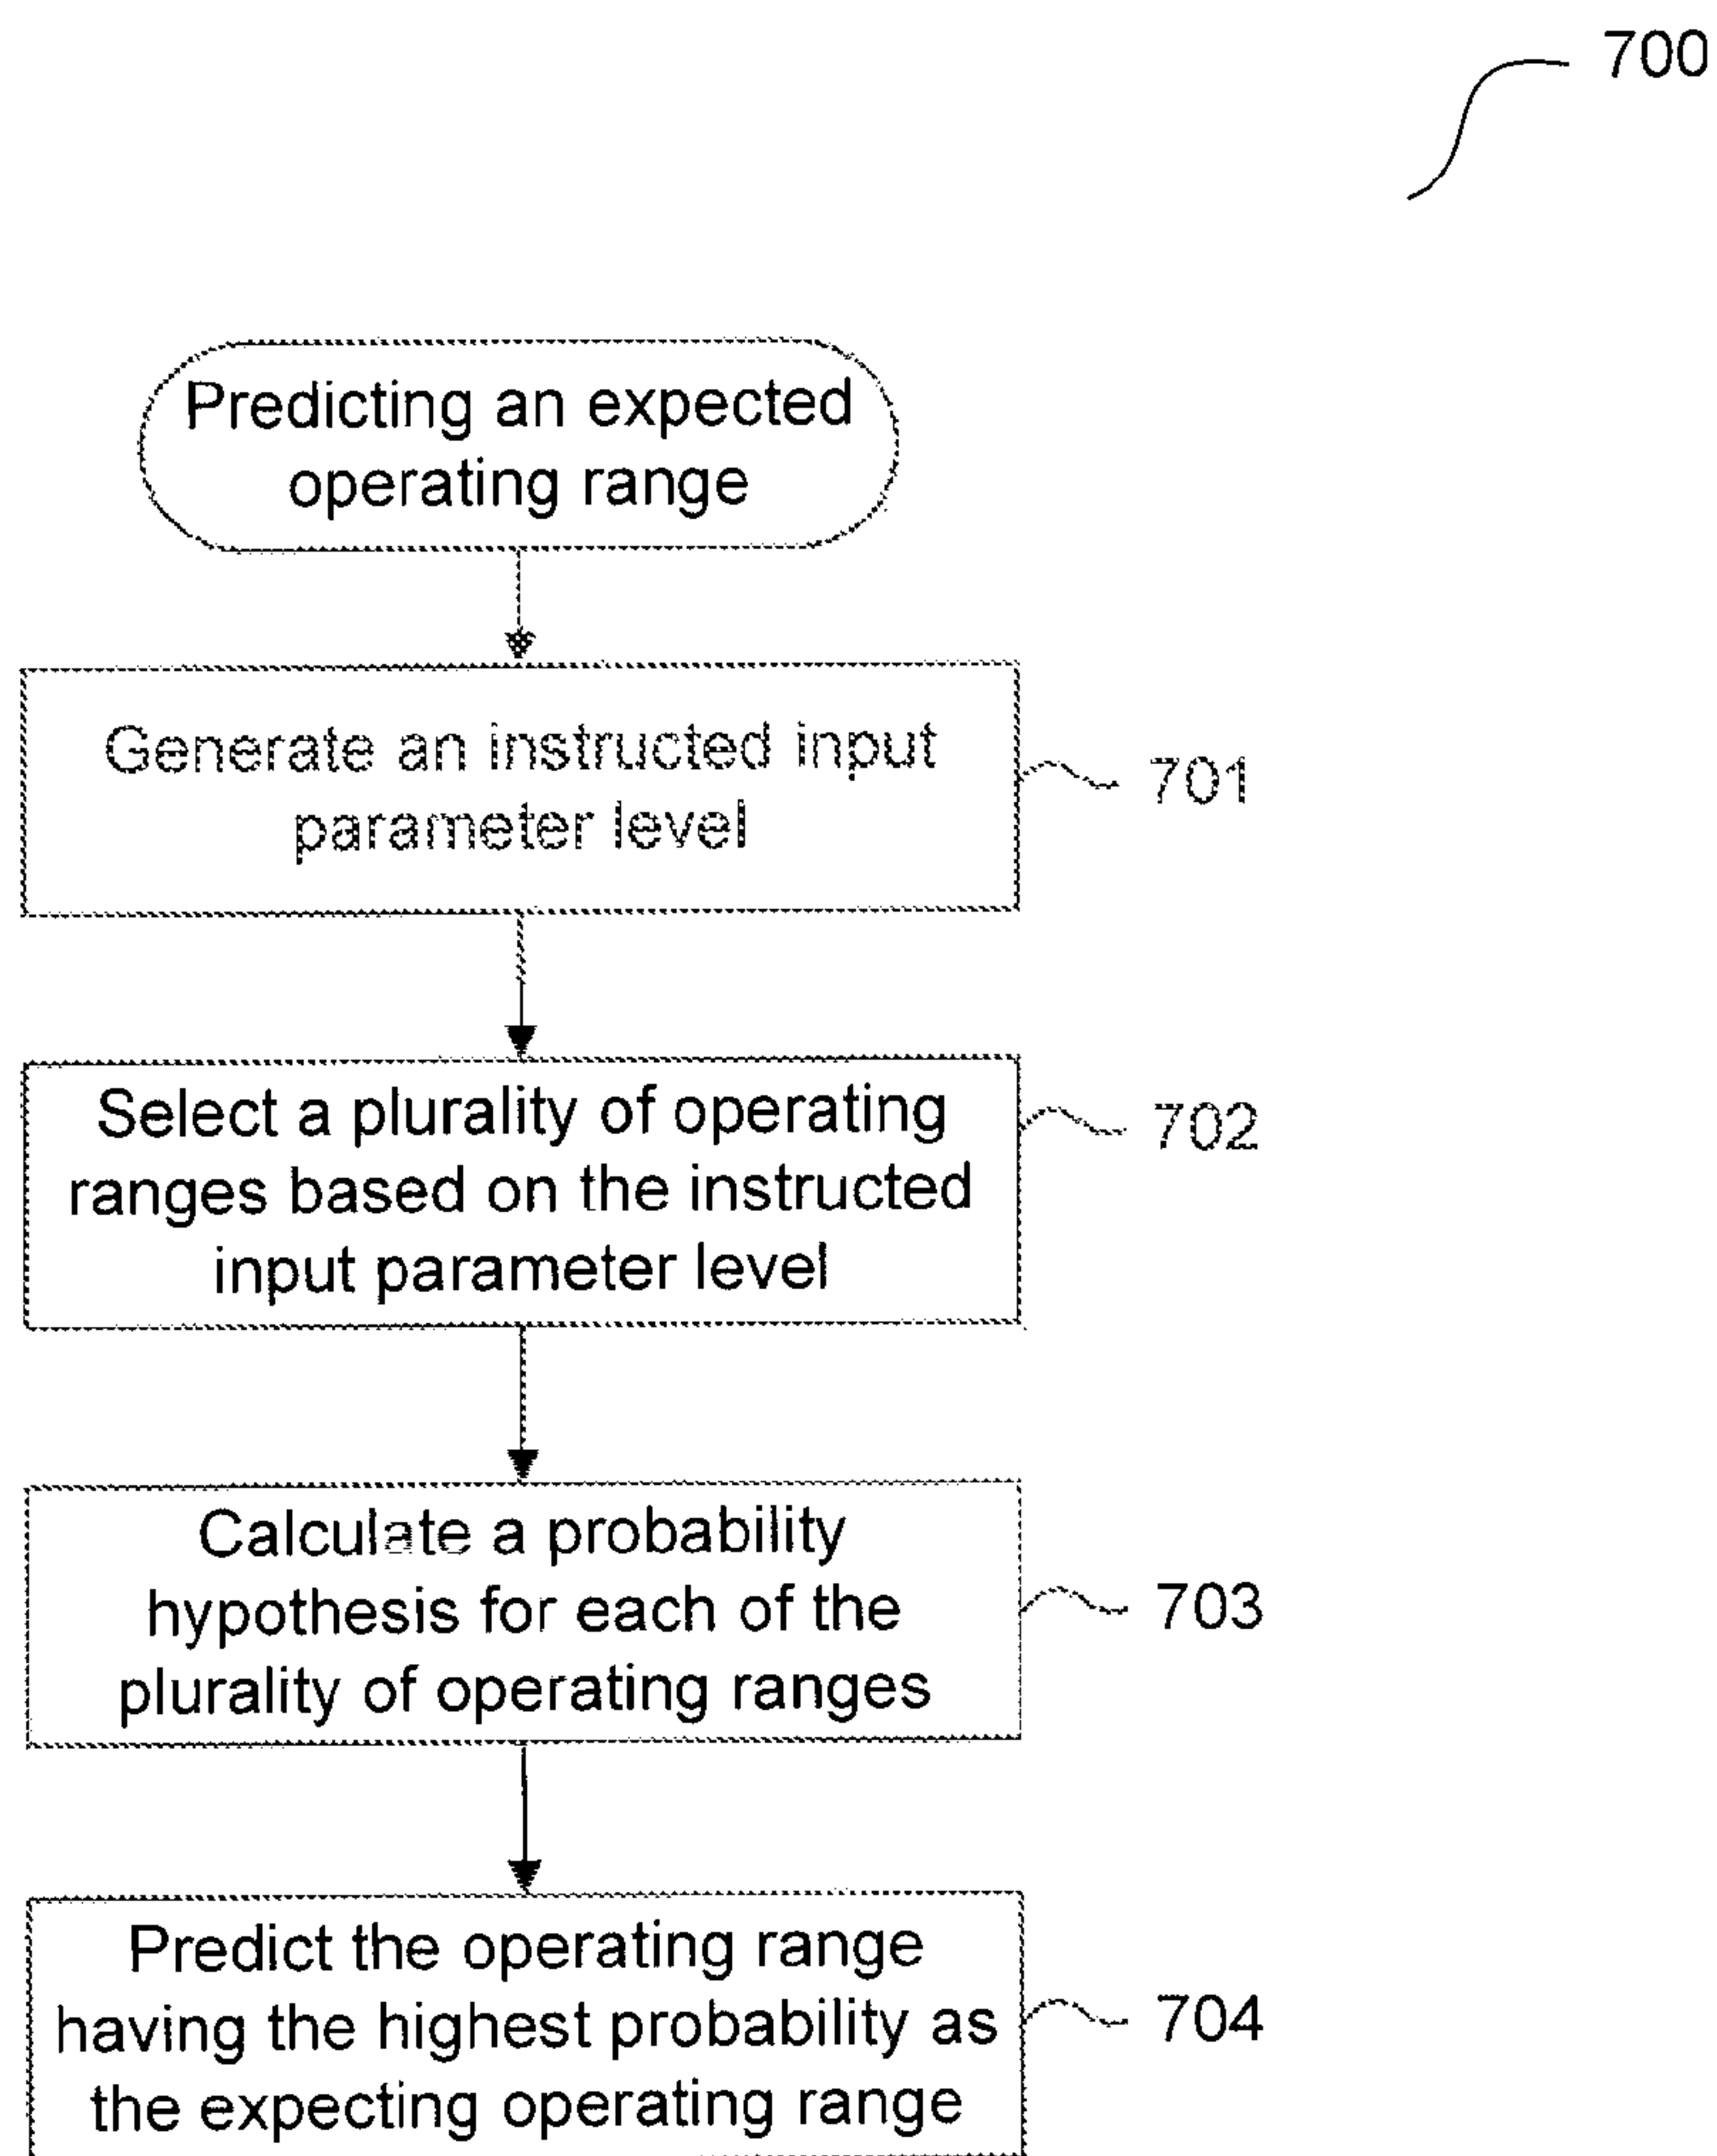 700
Predicting an expected
operating range
Generate an instructed input
parameter level
701
Select a plurality of operating
ranges based on the instructed
input parameter level
702
Calculate a probability
hypothesis for each of the
plurality of operating ranges
703
Predict the operating range
having the highest probability as
the expecting operating range
704